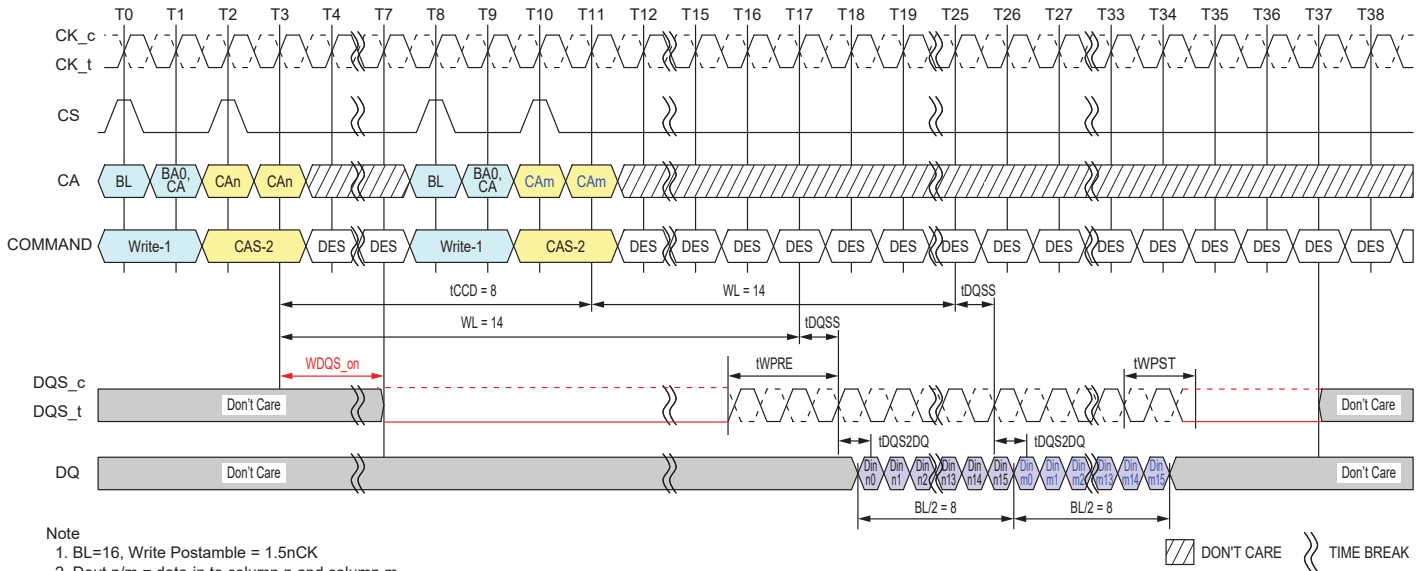 T0 T1 T2 T3 T4 T7 T8 T9 T10 T11 T12 T15 T16 T17 T18 T19 T25 T26 T27 T33 T34 T35 T36 T37 T38
CK_c
CK_t
CS
CA BL BA0, CA CAn CAn BL BA0, CA CAm CAm
COMMAND Write-1 CAS-2 DES DES Write-1 CAS-2 DES DES DES DES DES DES DES DES DES DES DES DES DES DES DES
tCCD = 8 WL = 14 tDQSS
WL = 14 tDQSS
WDQS_on tWPRE tWPST
DQS_c
DQS_t
Don't Care Don't Care
tDQS2DQ tDQS2DQ
DQ Don't Care Din n0 Din n1 Din n2 Din n13 Din n14 Din n15 Din m0 Din m1 Din m2 Din m13 Din m14 Din m15 Don't Care
BL/2 = 8 BL/2 = 8
Note
1. BL=16, Write Postamble = 1.5nCK
DON'T CARE TIME BREAK